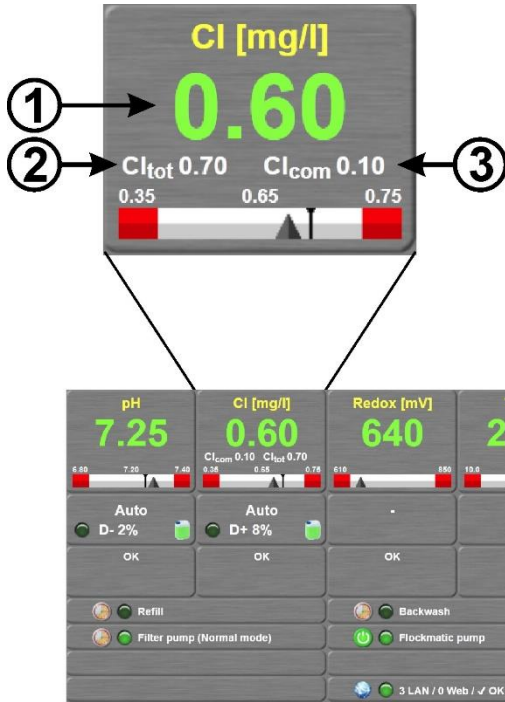 Cl [mg/l]
1
0.60
2
Cltot 0.70 Clcom 0.10
3
0.35 0.65 0.75
pH Cl [mg/l] Redox [mV]
7.25 0.60 640 2
Clcom 0.10 Cltot 0.70
6.80 7.20 7.40 0.35 0.65 0.75 610 850 10.0
Auto Auto -
D- 2% D+ 8%
OK OK OK
Refill Backwash
Filter pump (Normal mode) Flockmatic pump
3 LAN / 0 Web / ✓ OK